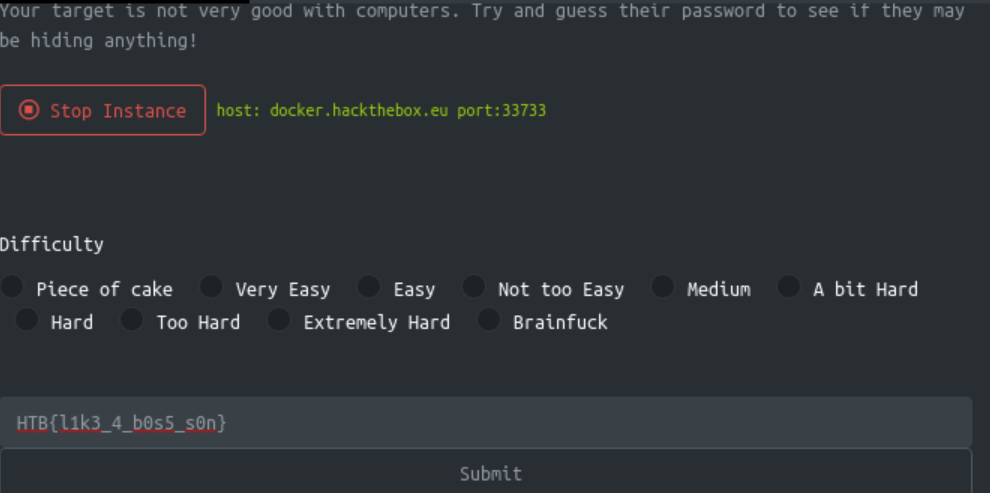 Your target is not very good with computers. Try and guess their password to see if they may
be hiding anything!
Stop Instance host: docker.hackthebox.eu port:33733
Difficulty
Piece of cake Very Easy Easy Not too Easy Medium A bit Hard
Hard Too Hard Extremely Hard Brainfuck
HTB{l1k3_4_b0s5_s0n}
Submit